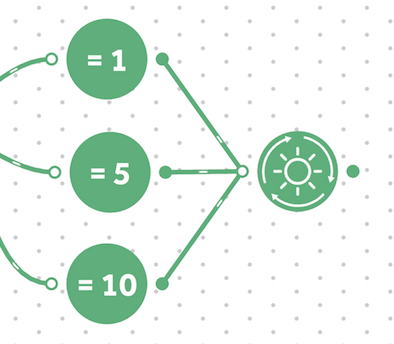 = 1
= 5
= 10